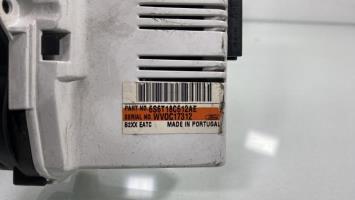 PART NO. 6S6T18C612AE
SERIAL NO. WVDC17312
B2XX EATC MADE IN PORTUGAL